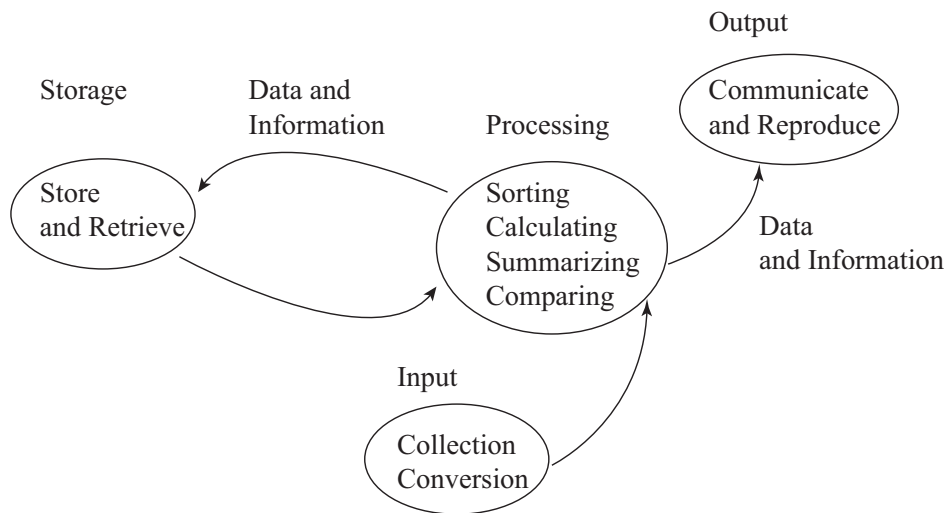 Output
Communicate
and Reproduce
Storage
Data and
Information
Processing
Store
and Retrieve
Sorting
Calculating
Summarizing
Comparing
Data
and Information
Input
Collection
Conversion